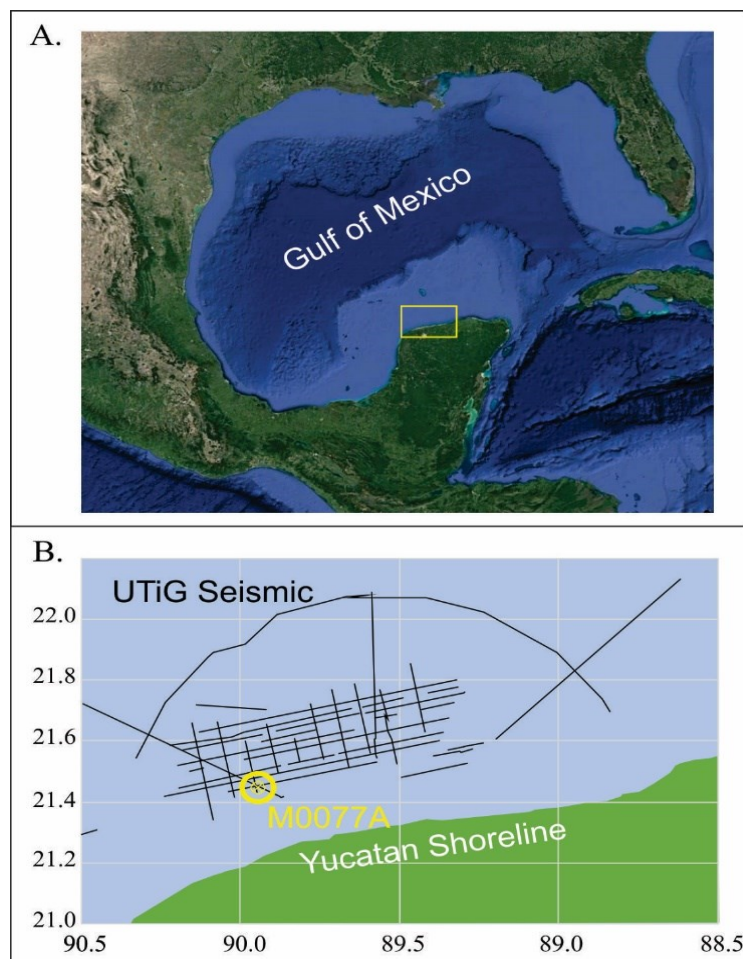 A.
Gulf of Mexico
B.
UTiG Seismic
22.0
21.8
21.6
21.4
21.2
21.0
M0077A
Yucatan Shoreline
90.5 90.0 89.5 89.0 88.5